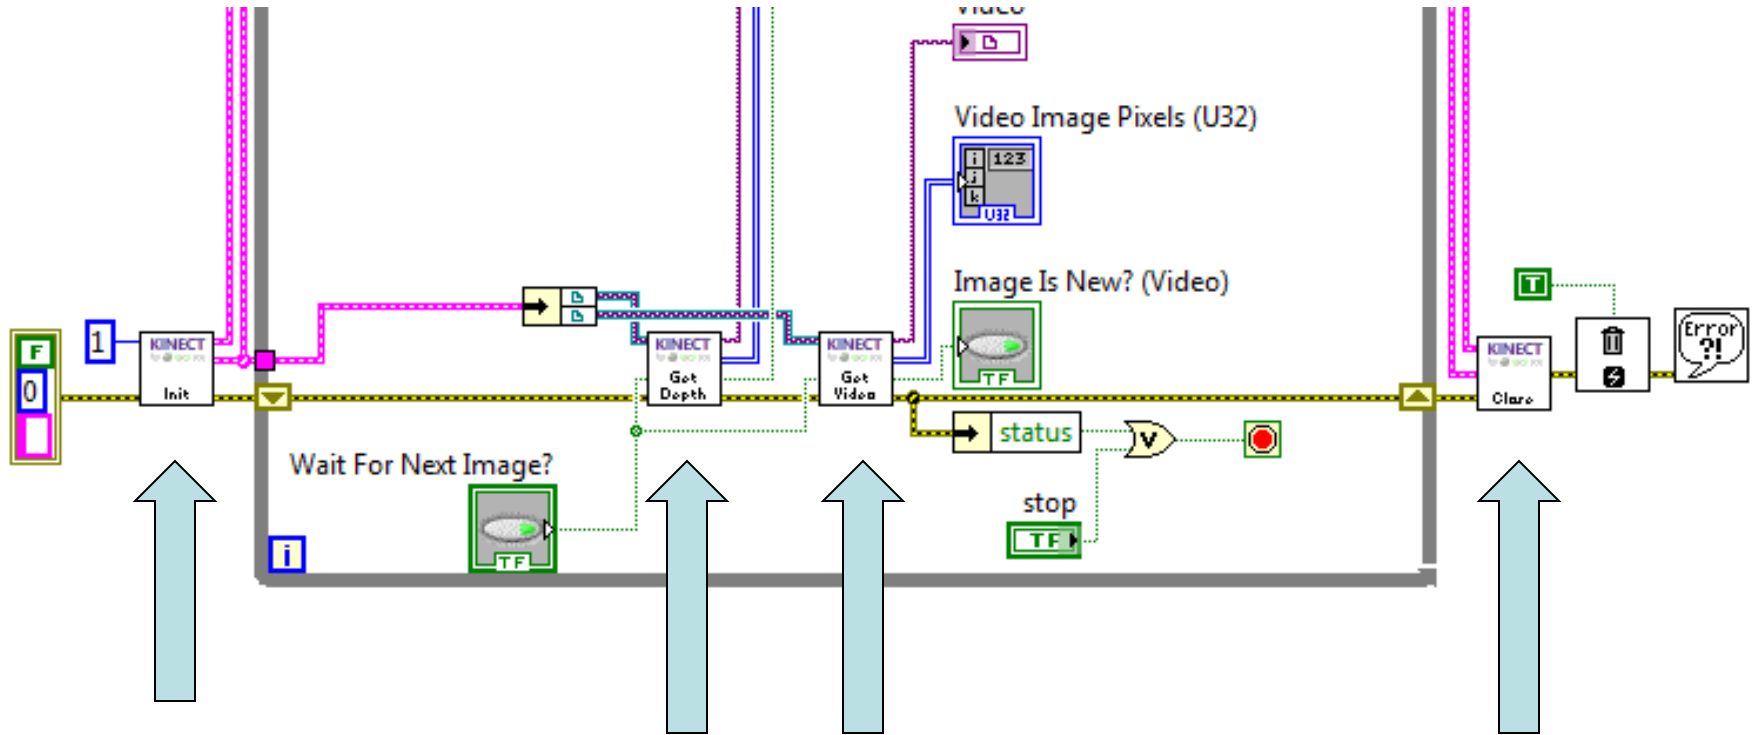 Video
Video Image Pixels (U32)
i
123
j
k
U32
Image Is New? (Video)
T
TF
F
1
KINECT
Init
KINECT
Get
Depth
KINECT
Get
Video
KINECT
Close
Error
?!
0
status
V
Wait For Next Image?
TF
stop
TF
i